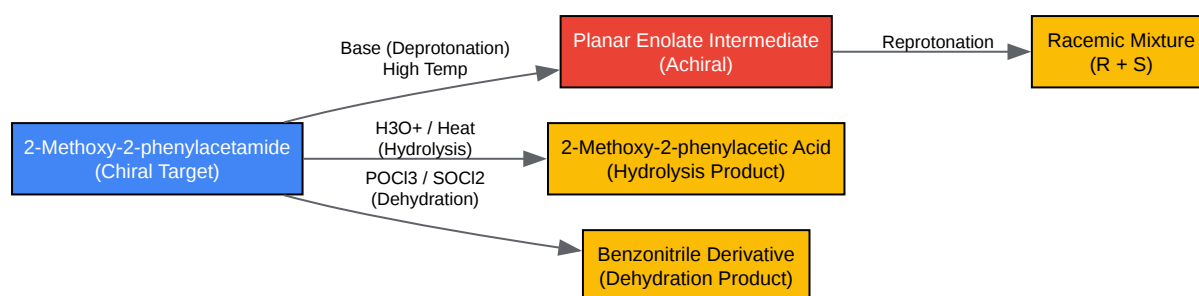 Base (Deprotonation)
High Temp
Planar Enolate Intermediate
(Achiral)
Reprotonation
Racemic Mixture
(R + S)
2-Methoxy-2-phenylacetamide
(Chiral Target)
H3O+ / Heat
(Hydrolysis)
2-Methoxy-2-phenylacetic Acid
(Hydrolysis Product)
POCl3 / SOCl2
(Dehydration)
Benzonitrile Derivative
(Dehydration Product)